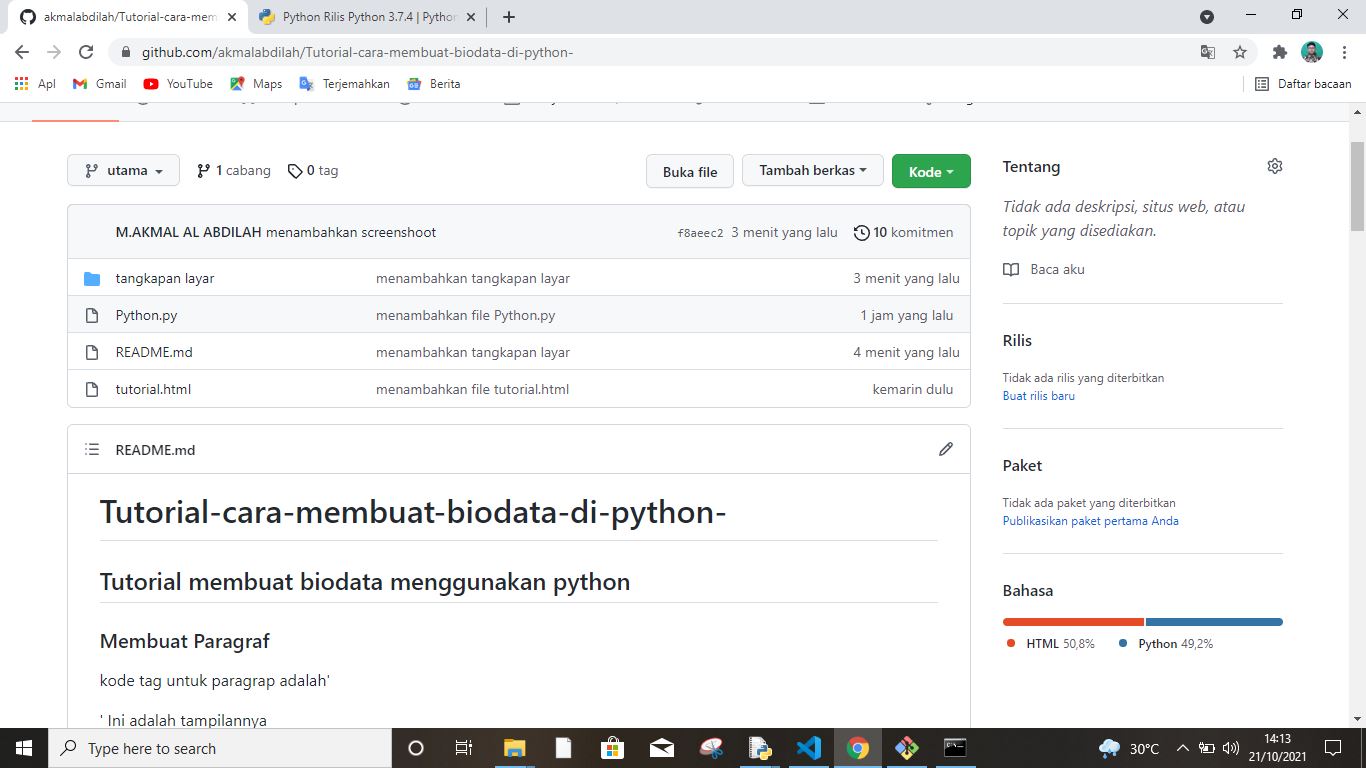 akmalabdilah/Tutorial-cara-mem
Python Rilis Python 3.7.4 | Python
github.com/akmalabdilah/Tutorial-cara-membuat-biodata-di-python-
Apl Gmail YouTube Maps Terjemahkan Berita Daftar bacaan
utama 1 cabang 0 tag Buka file Tambah berkas Kode
M.AKMAL AL ABDILAH menambahkan screenshoot f8aeec2 3 menit yang lalu 10 komitmen
tangkapan layar menambahkan tangkapan layar 3 menit yang lalu
Python.py menambahkan file Python.py 1 jam yang lalu
README.md menambahkan tangkapan layar 4 menit yang lalu
tutorial.html menambahkan file tutorial.html kemarin dulu
README.md
Tutorial-cara-membuat-biodata-di-python-
Tutorial membuat biodata menggunakan python
Membuat Paragraf
kode tag untuk paragrap adalah'
' Ini adalah tampilannya
Tentang
Tidak ada deskripsi, situs web, atau
topik yang disediakan.
Baca aku
Rilis
Tidak ada rilis yang diterbitkan
Buat rilis baru
Paket
Tidak ada paket yang diterbitkan
Publikasikan paket pertama Anda
Bahasa
HTML 50,8% Python 49,2%
Type here to search
30°C
14:13
21/10/2021